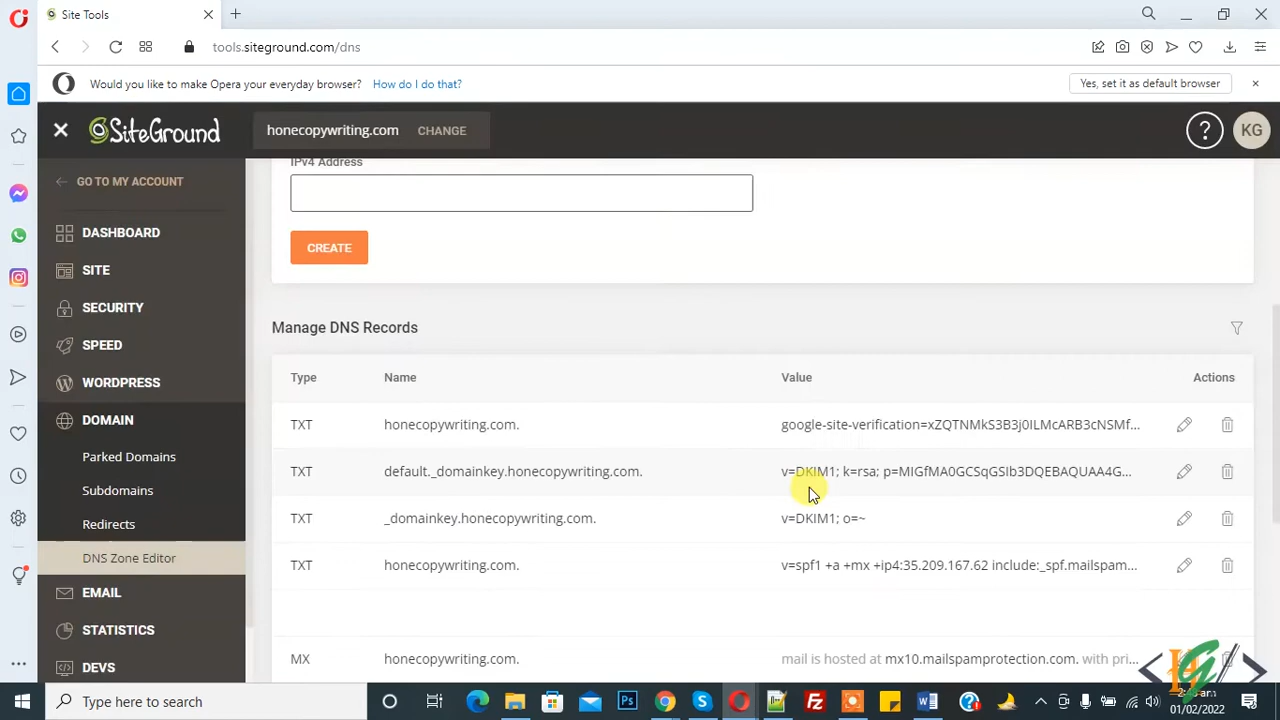 Site Tools
tools.siteground.com/dns
Would you like to make Opera your everyday browser? How do I do that? Yes, set it as default browser
SiteGround honecopywriting.com CHANGE ? KG
GO TO MY ACCOUNT
DASHBOARD
SITE
SECURITY
SPEED
WORDPRESS
DOMAIN
Parked Domains
Subdomains
Redirects
DNS Zone Editor
EMAIL
STATISTICS
DEVS
IPv4 Address
CREATE
Manage DNS Records
Type Name Value Actions
TXT honecopywriting.com. google-site-verification=xZQTNMkS3B3j0ILMcARB3cNSMf...
TXT default._domainkey.honecopywriting.com. v=DKIM1; k=rsa; p=MIGfMA0GCSqGSIb3DQEBAQUAA4G...
TXT _domainkey.honecopywriting.com. v=DKIM1; o=~
TXT honecopywriting.com. v=spf1 +a +mx +ip4:35.209.167.62 include:_spf.mailspam...
MX honecopywriting.com. mail is hosted at mx10.mailspamprotection.com. with pri...
Type here to search
01/02/2022